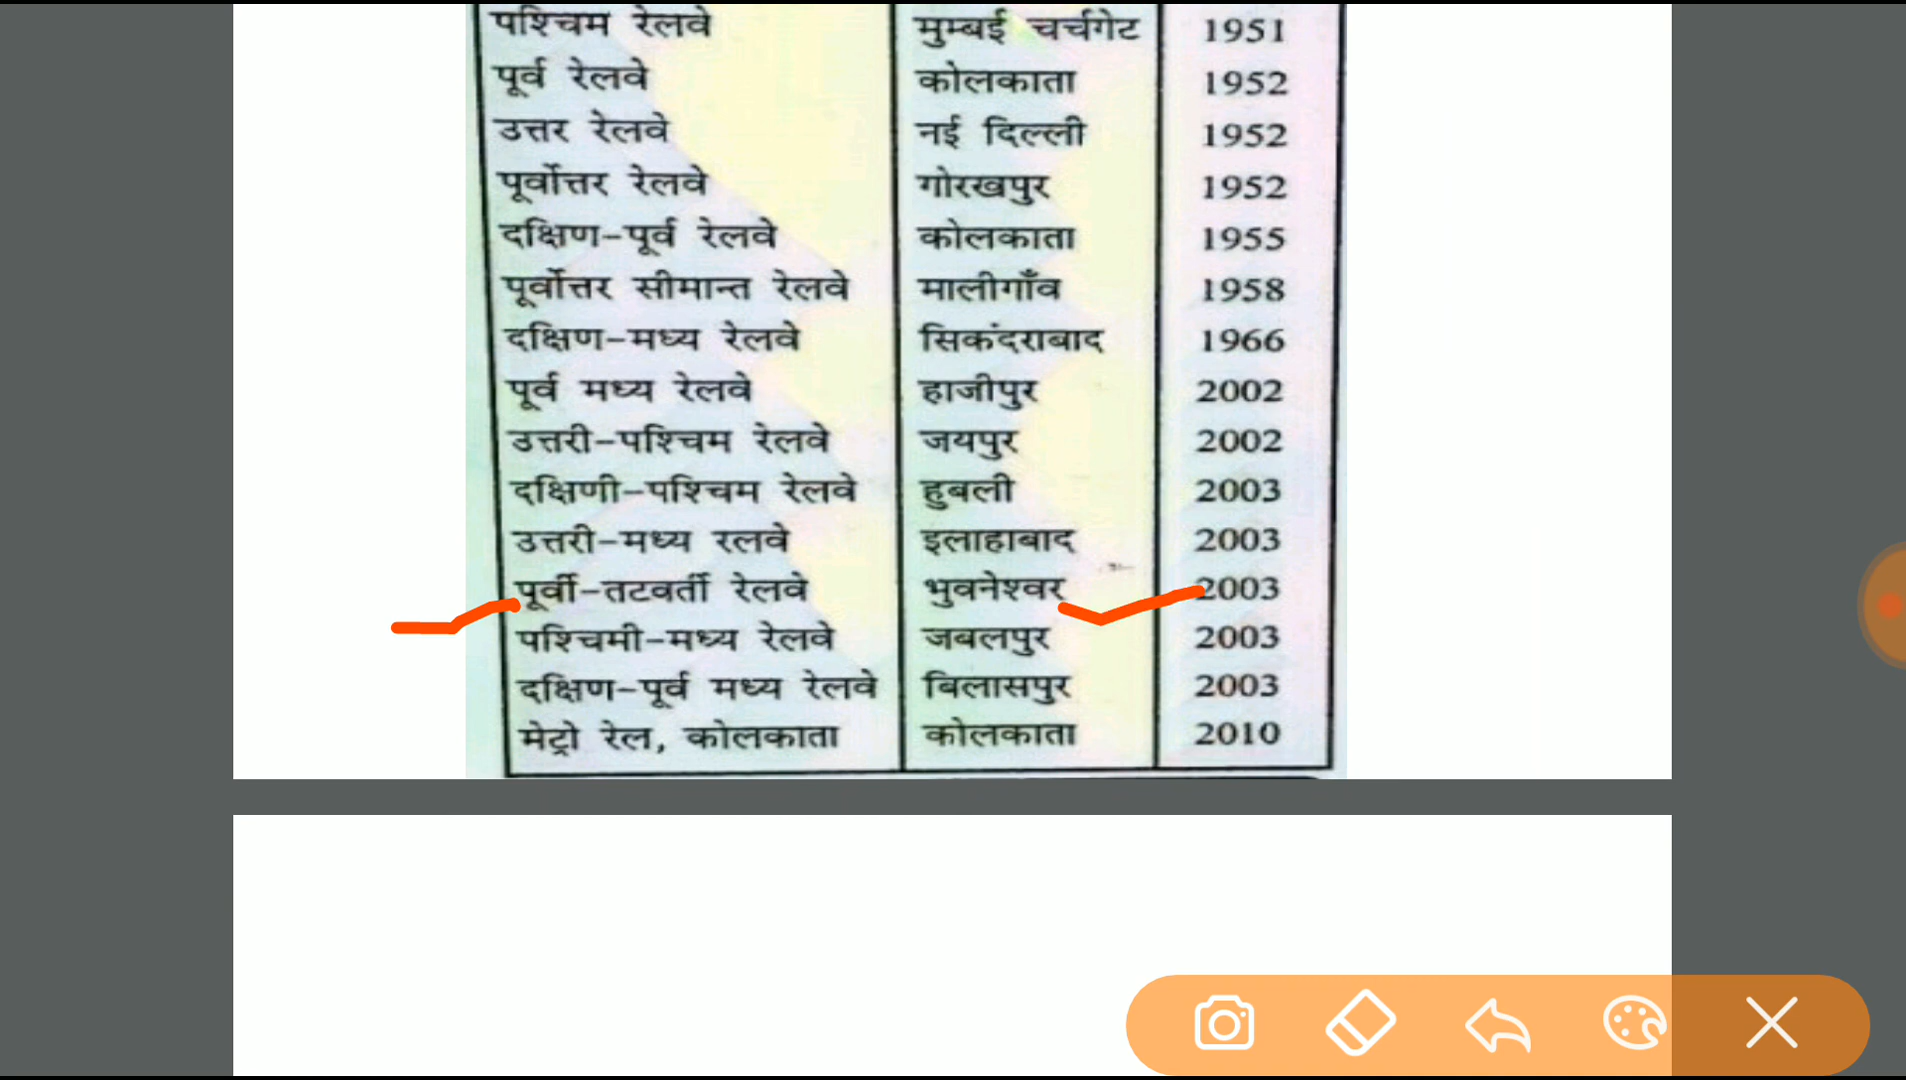 पश्चिम रेलवे मुम्बई चर्चगेट 1951
पूर्व रेलवे कोलकाता 1952
उत्तर रेलवे नई दिल्ली 1952
पूर्वोत्तर रेलवे गोरखपुर 1952
दक्षिण-पूर्व रेलवे कोलकाता 1955
पूर्वोत्तर सीमान्त रेलवे मालीगाँव 1958
दक्षिण-मध्य रेलवे सिकंदराबाद 1966
पूर्व मध्य रेलवे हाजीपुर 2002
उत्तरी-पश्चिम रेलवे जयपुर 2002
दक्षिणी-पश्चिम रेलवे हुबली 2003
उत्तरी-मध्य रलवे इलाहाबाद 2003
पूर्वी-तटवर्ती रेलवे भुवनेश्वर 2003
पश्चिमी-मध्य रेलवे जबलपुर 2003
दक्षिण-पूर्व मध्य रेलवे बिलासपुर 2003
मेट्रो रेल, कोलकाता कोलकाता 2010